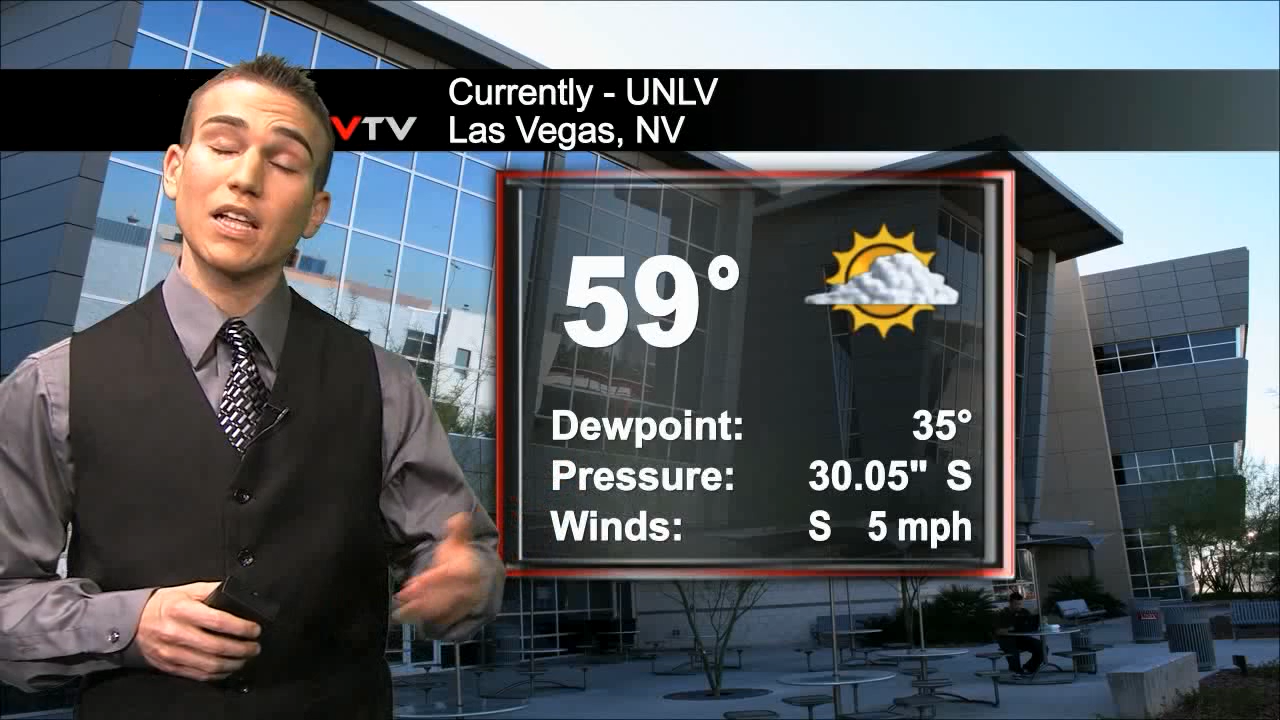 VTV
Currently - UNLV
Las Vegas, NV
59°
Dewpoint: 35°
Pressure: 30.05" S
Winds: S 5 mph